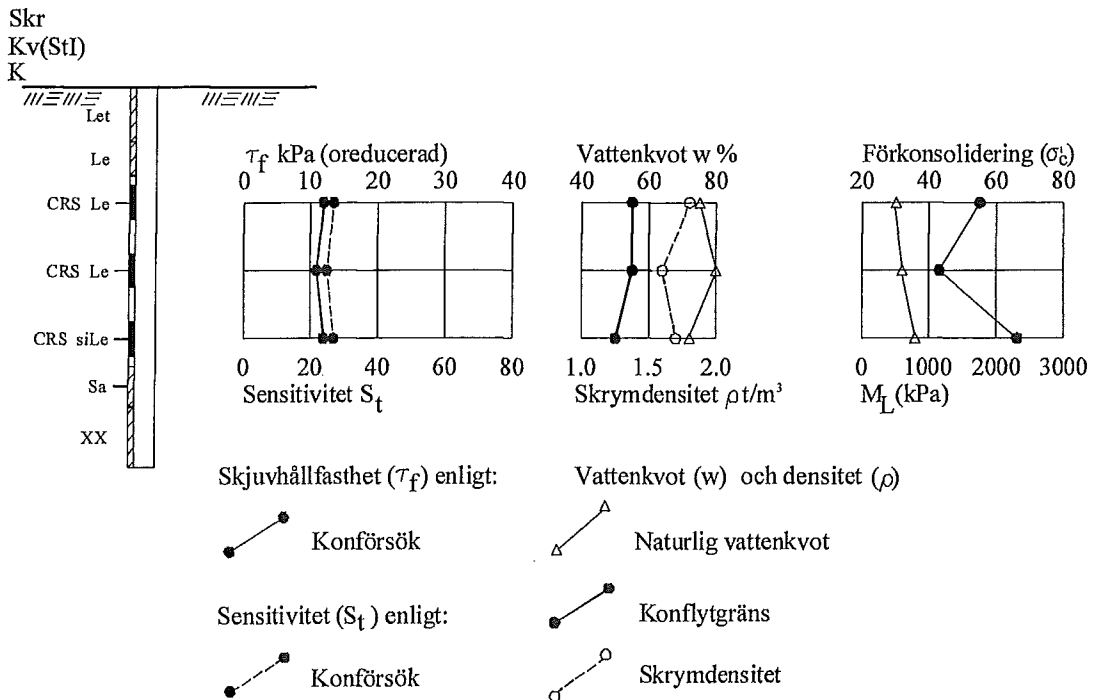 Skr
Kv(StI)
K
Let
Le
CRS Le
CRS Le
CRS siLe
Sa
XX
τf kPa (oreducerad)
0 10 20 30 40
0 20 40 60 80
Sensitivitet St
Vattenkvot w %
40 60 80
1.0 1.5 2.0
Skrymdensitet ρ t/m³
Förkonsolidering (σ'c)
20 40 60 80
0 1000 2000 3000
ML (kPa)
Skjuvhållfasthet (τf) enligt:
Konförsök
Sensitivitet (St) enligt:
Konförsök
Vattenkvot (w) och densitet (ρ)
Naturlig vattenkvot
Konflytgräns
Skrymdensitet